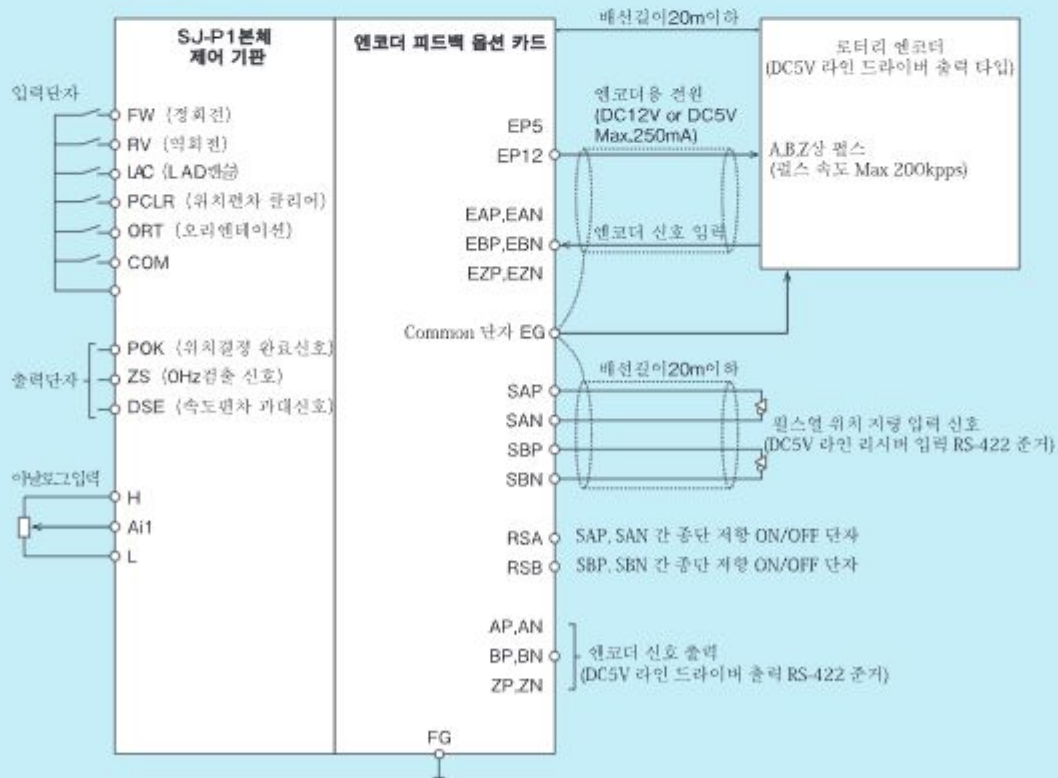 SJ-P1본체
제어 기판
엔코더 피드백 옵션 카드
배선길이20m이하
로터리 엔코더
(DC5V 라인 드라이버 출력 타입)
입력단자
FW (정회전)
RV (역회전)
LAC (LAD캔슬)
PCLR (위치편차 클리어)
ORT (오리엔테이션)
COM
엔코더용 전원
(DC12V or DC5V
Max.250mA)
EP5
EP12
A,B,Z상 펄스
(펄스 속도 Max 200kpps)
EAP,EAN
EBP,EBN
EZP,EZN
엔코더 신호 입력
Common 단자 EG
출력단자
POK (위치결정 완료신호)
ZS (0Hz검출 신호)
DSE (속도편차 과대신호)
배선길이20m이하
SAP
SAN
SBP
SBN
펄스열 위치 지령 입력 신호
(DC5V 라인 리시버 입력 RS-422 준거)
아날로그입력
H
Ai1
L
RSA SAP, SAN 간 종단 저항 ON/OFF 단자
RSB SBP, SBN 간 종단 저항 ON/OFF 단자
AP,AN
BP,BN
ZP,ZN
엔코더 신호 출력
(DC5V 라인 드라이버 출력 RS-422 준거)
FG